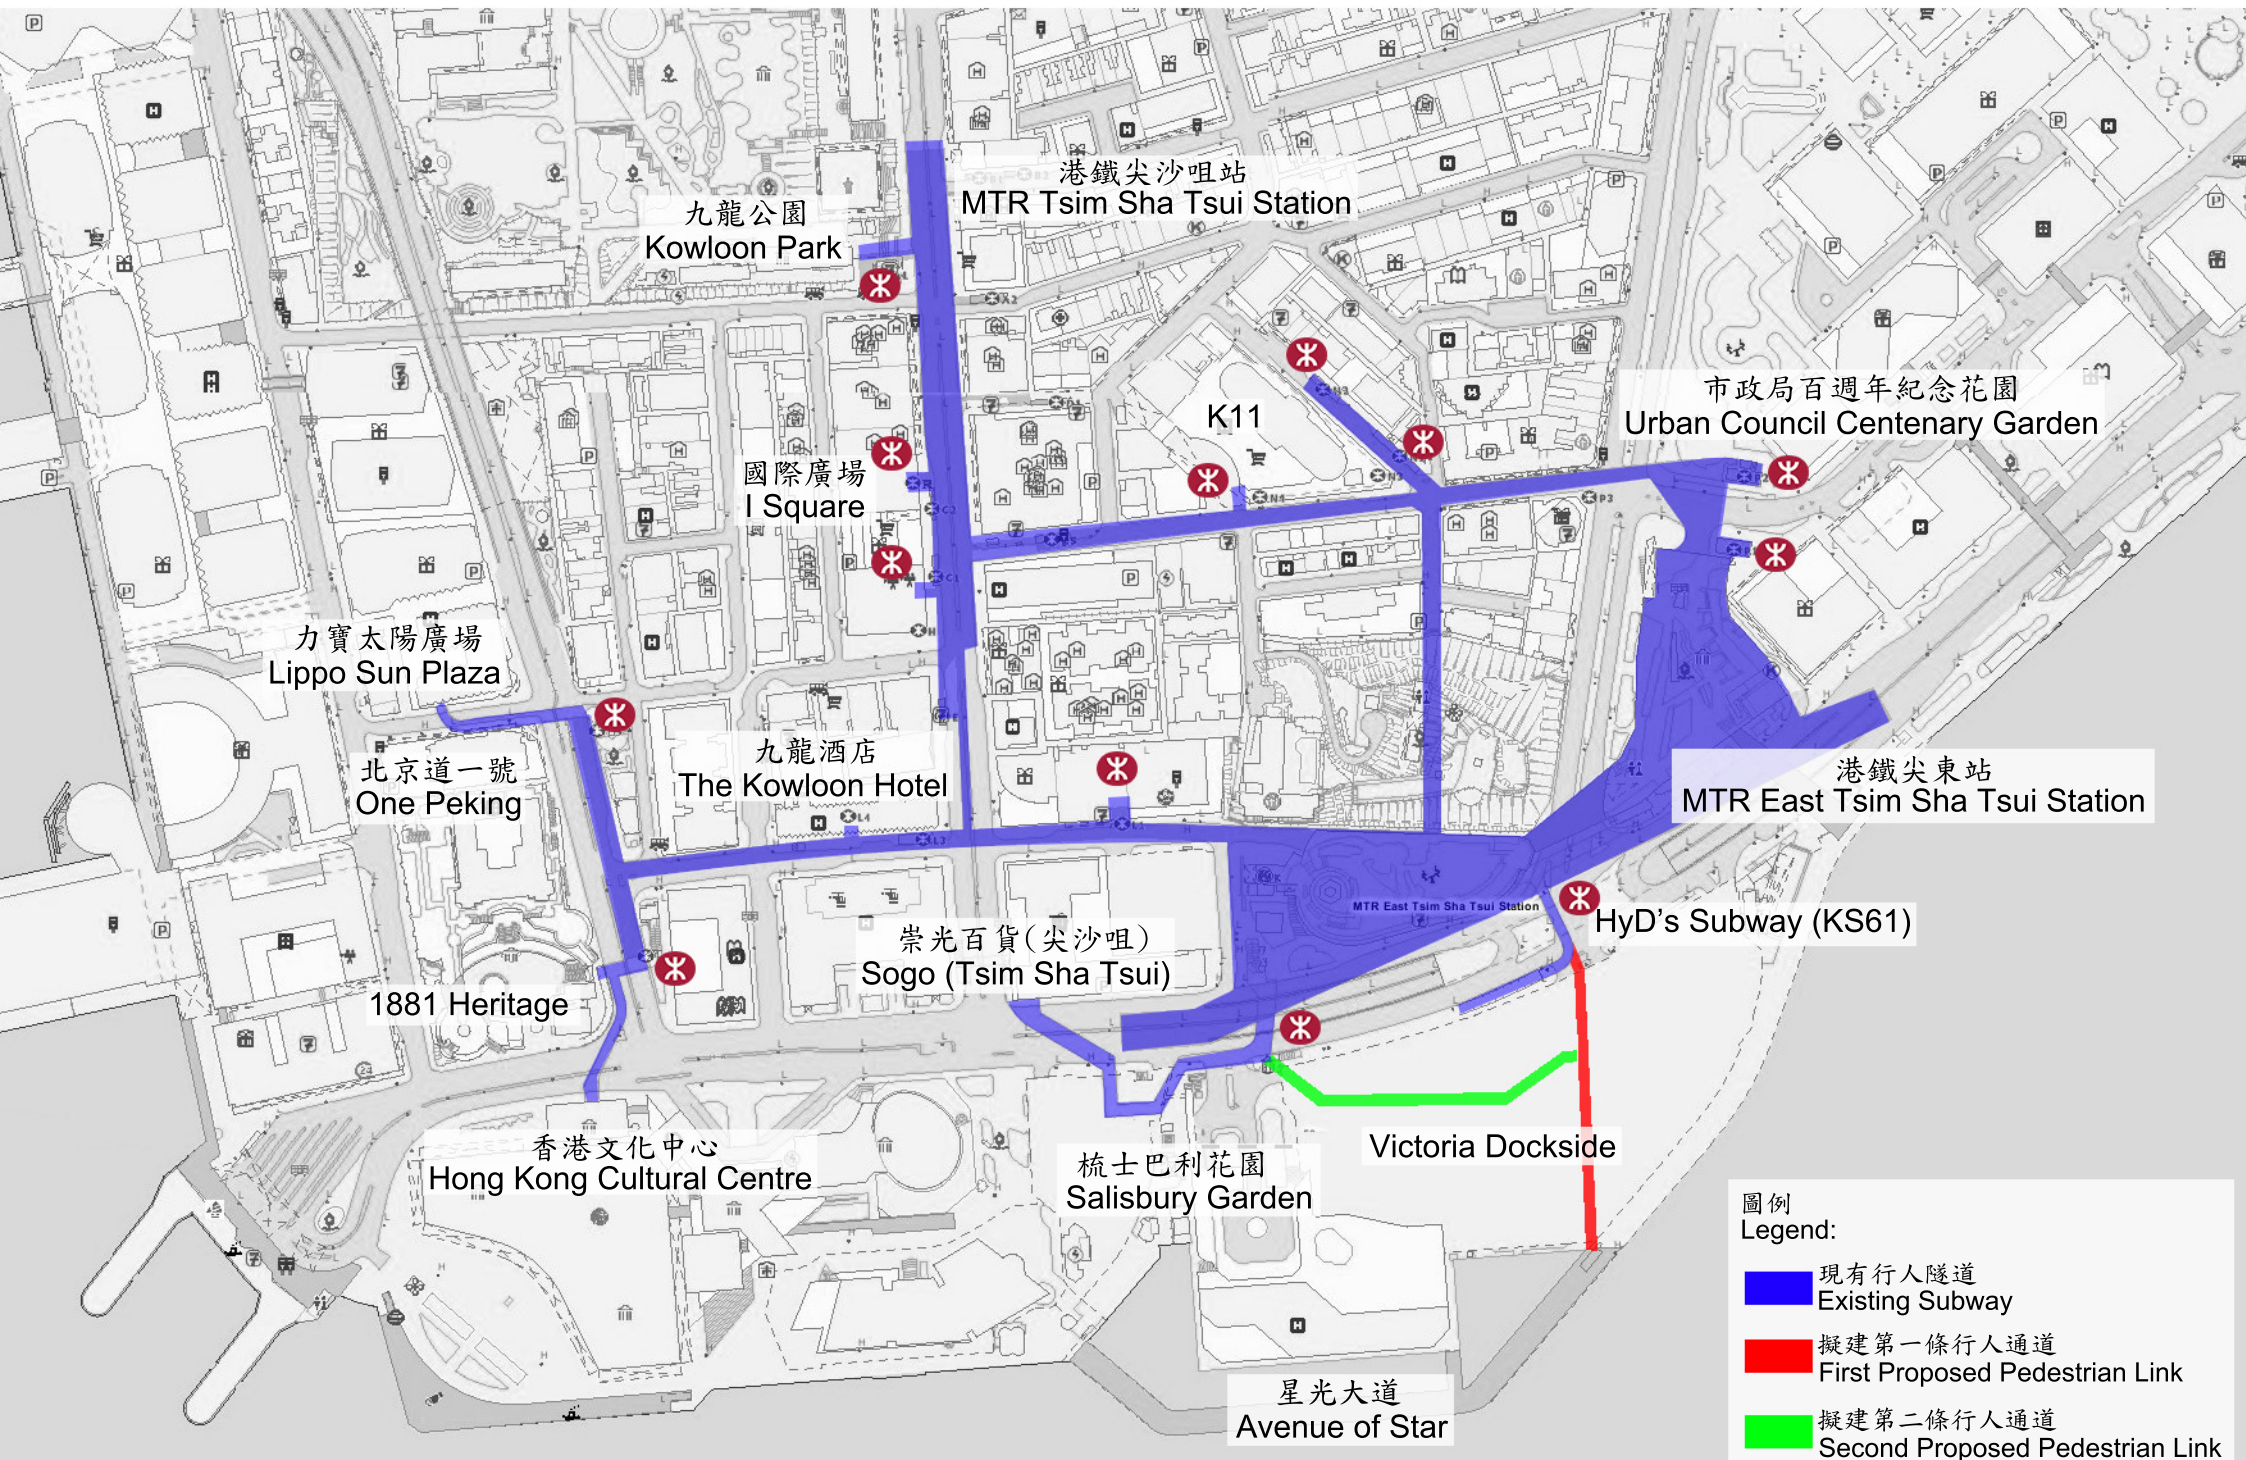 港鐵尖沙咀站
MTR Tsim Sha Tsui Station
九龍公園
Kowloon Park
市政局百週年紀念花園
Urban Council Centenary Garden
K11
國際廣場
I Square
力寶太陽廣場
Lippo Sun Plaza
九龍酒店
The Kowloon Hotel
北京道一號
One Peking
港鐵尖東站
MTR East Tsim Sha Tsui Station
MTR East Tsim Sha Tsui Station
HyD's Subway (KS61)
崇光百貨(尖沙咀)
Sogo (Tsim Sha Tsui)
1881 Heritage
香港文化中心
Hong Kong Cultural Centre
Victoria Dockside
梳士巴利花園
Salisbury Garden
星光大道
Avenue of Star
圖例
Legend:
現有行人隧道
Existing Subway
擬建第一條行人通道
First Proposed Pedestrian Link
擬建第二條行人通道
Second Proposed Pedestrian Link